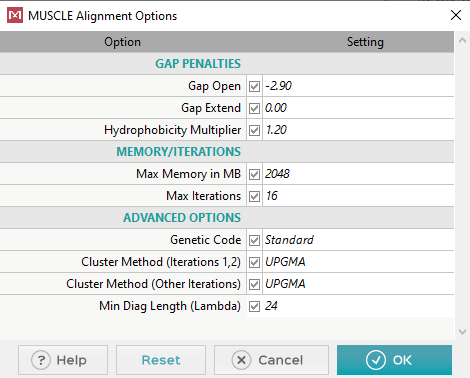 MUSCLE Alignment Options
Option Setting
GAP PENALTIES
Gap Open -2.90
Gap Extend 0.00
Hydrophobicity Multiplier 1.20
MEMORY/ITERATIONS
Max Memory in MB 2048
Max Iterations 16
ADVANCED OPTIONS
Genetic Code Standard
Cluster Method (Iterations 1,2) UPGMA
Cluster Method (Other Iterations) UPGMA
Min Diag Length (Lambda) 24
? Help Reset Cancel OK